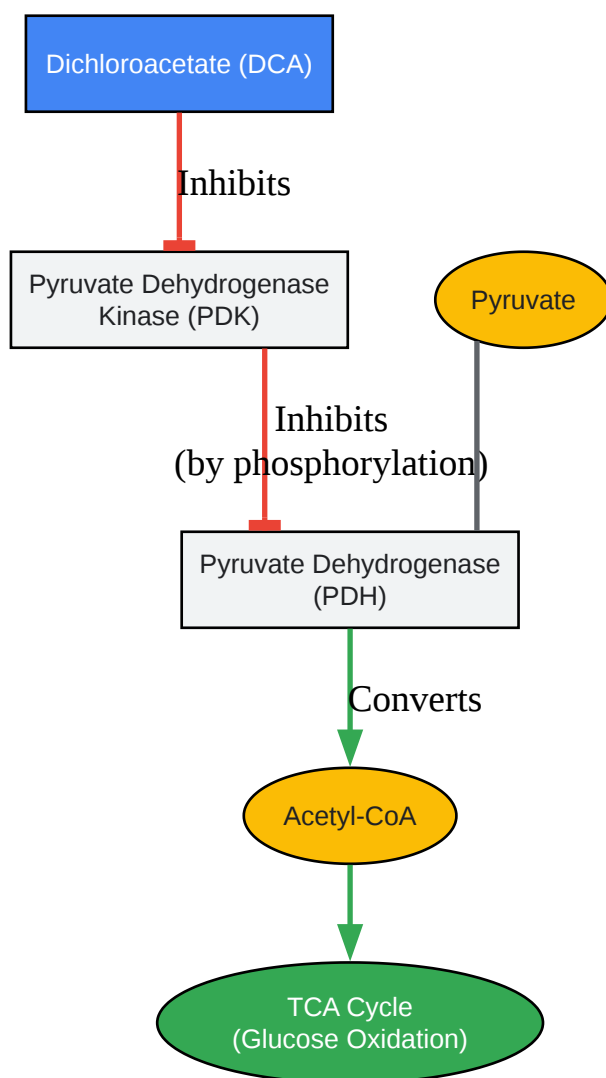 Dichloroacetate (DCA)
Inhibits
Pyruvate Dehydrogenase
Kinase (PDK)
Pyruvate
Inhibits
(by phosphorylation)
Pyruvate Dehydrogenase
(PDH)
Converts
Acetyl-CoA
TCA Cycle
(Glucose Oxidation)